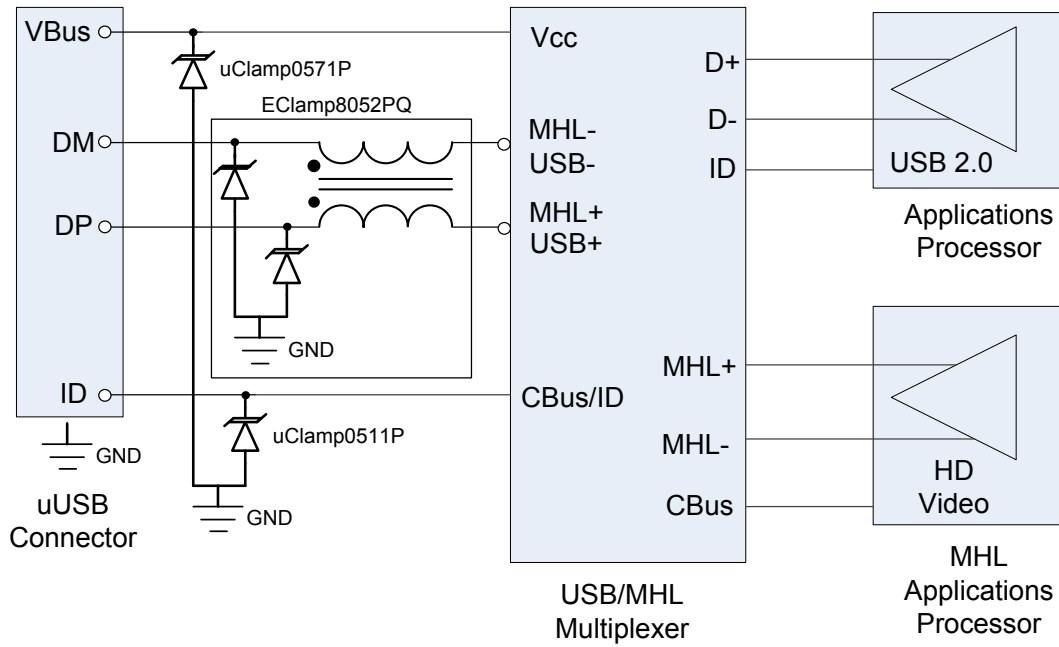 VBus
uClamp0571P
EClamp8052PQ
DM
DP
GND
ID
uClamp0511P
GND
GND
uUSB
Connector
Vcc
MHL-
USB-
MHL+
USB+
CBus/ID
D+
D-
ID
MHL+
MHL-
CBus
USB/MHL
Multiplexer
USB 2.0
Applications
Processor
HD
Video
MHL
Applications
Processor